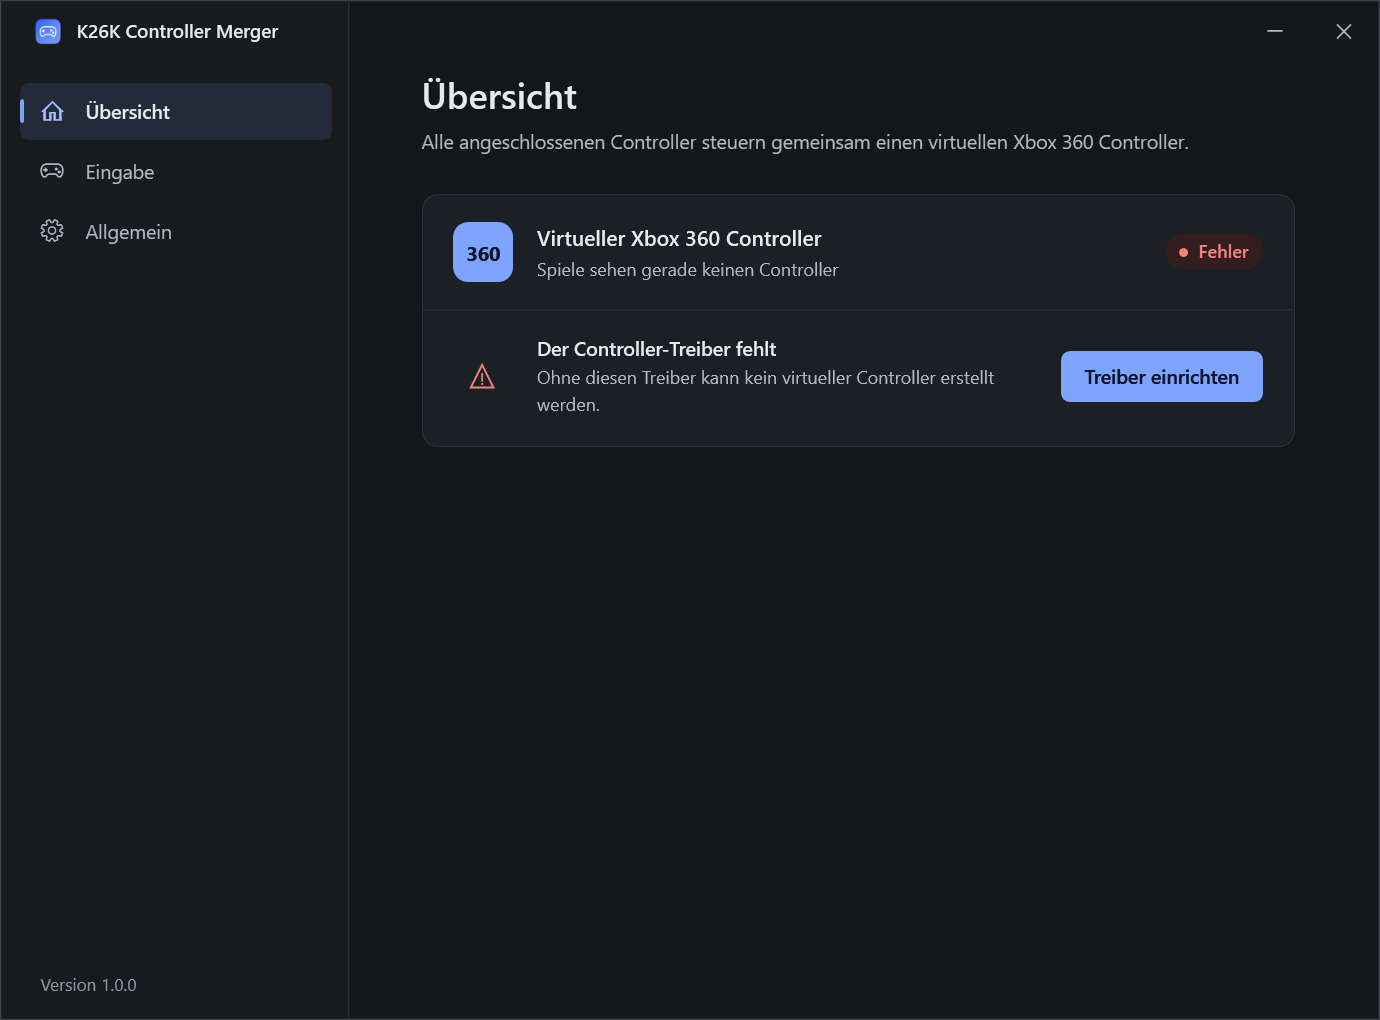 K26K Controller Merger
Übersicht
Eingabe
Allgemein
Version 1.0.0
Übersicht
Alle angeschlossenen Controller steuern gemeinsam einen virtuellen Xbox 360 Controller.
360
Virtueller Xbox 360 Controller
Spiele sehen gerade keinen Controller
Fehler
Der Controller-Treiber fehlt
Ohne diesen Treiber kann kein virtueller Controller erstellt
werden.
Treiber einrichten